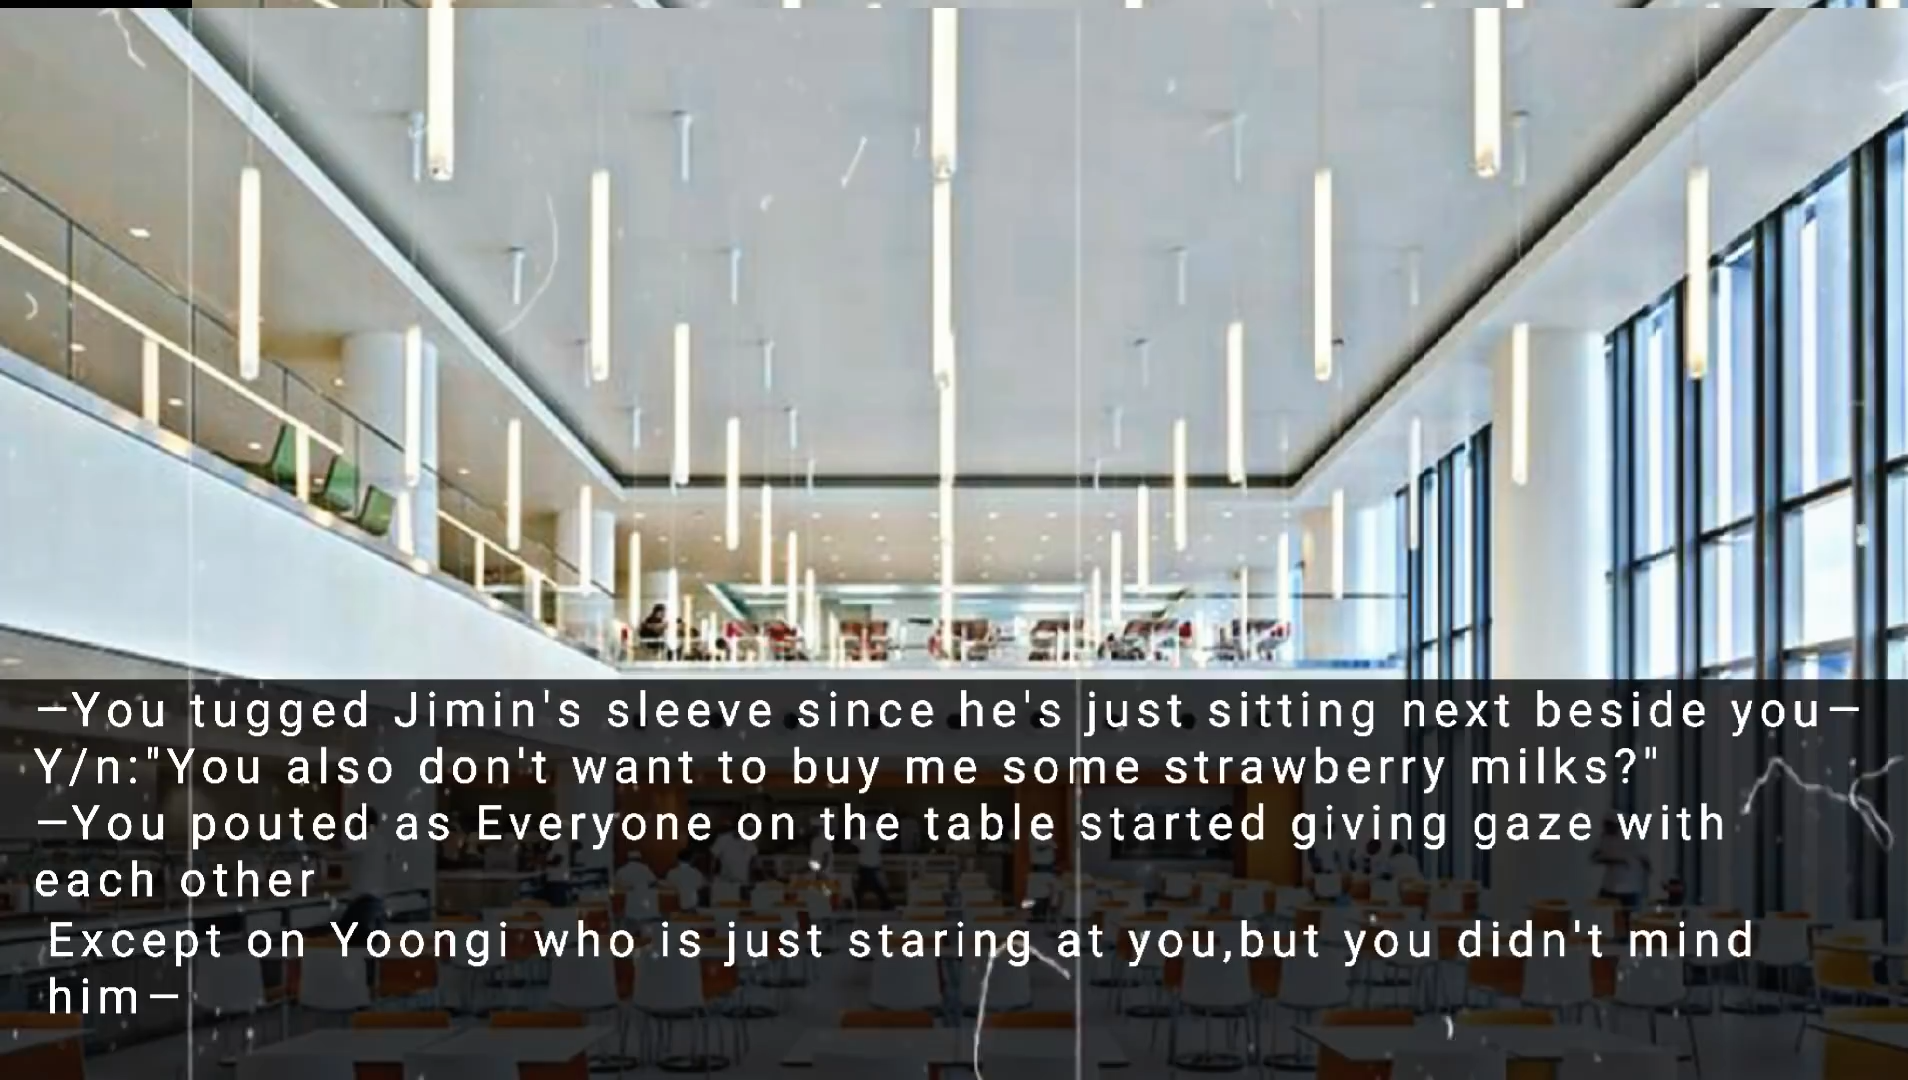 —You tugged Jimin's sleeve since he's just sitting next beside you—
Y/n:"You also don't want to buy me some strawberry milks?"
—You pouted as Everyone on the table started giving gaze with
each other
Except on Yoongi who is just staring at you,but you didn't mind
him—